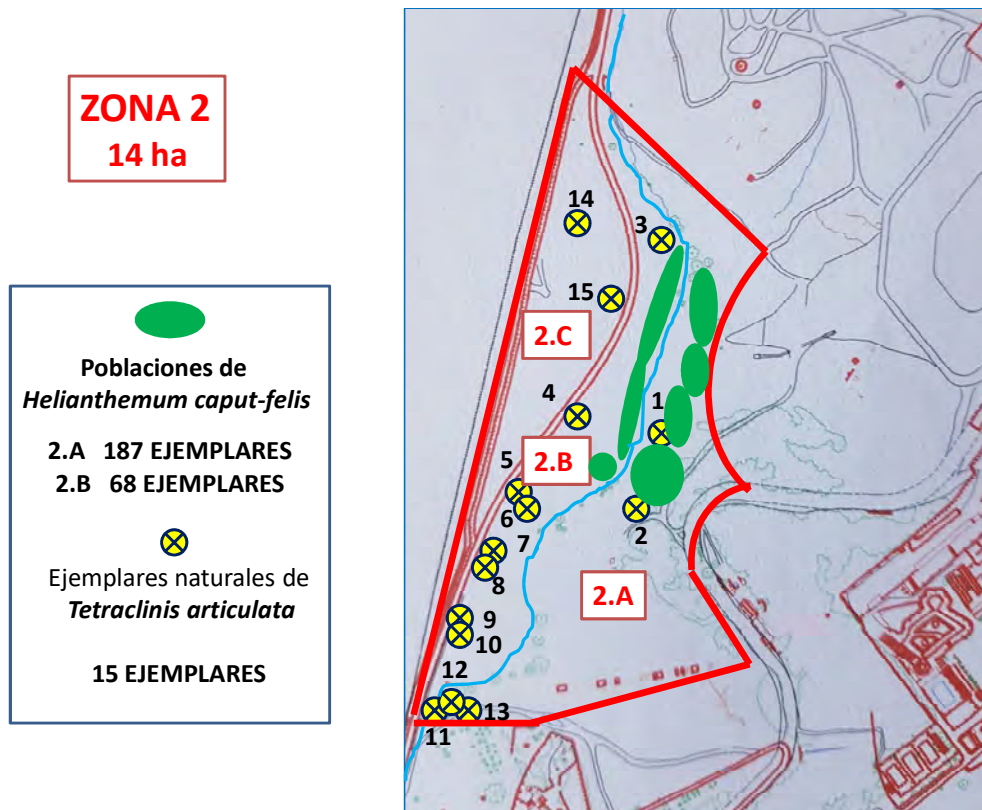 ZONA 2
14 ha
Poblaciones de
Helianthemum caput-felis
2.A 187 EJEMPLARES
2.B 68 EJEMPLARES
Ejemplares naturales de
Tetraclinis articulata
15 EJEMPLARES
14
3
15
2.C
4
1
5
2.B
6
2
7
8
2.A
9
10
12
13
11